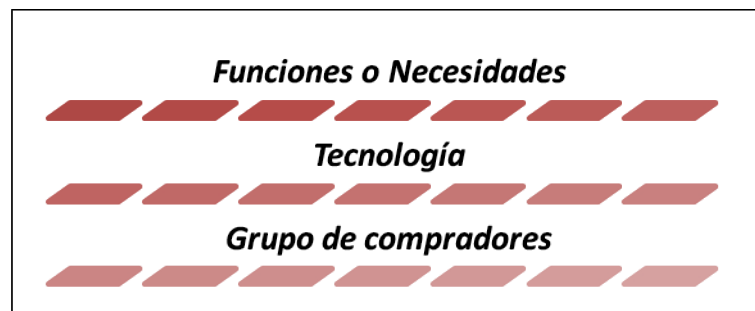 Funciones o Necesidades
Tecnología
Grupo de compradores